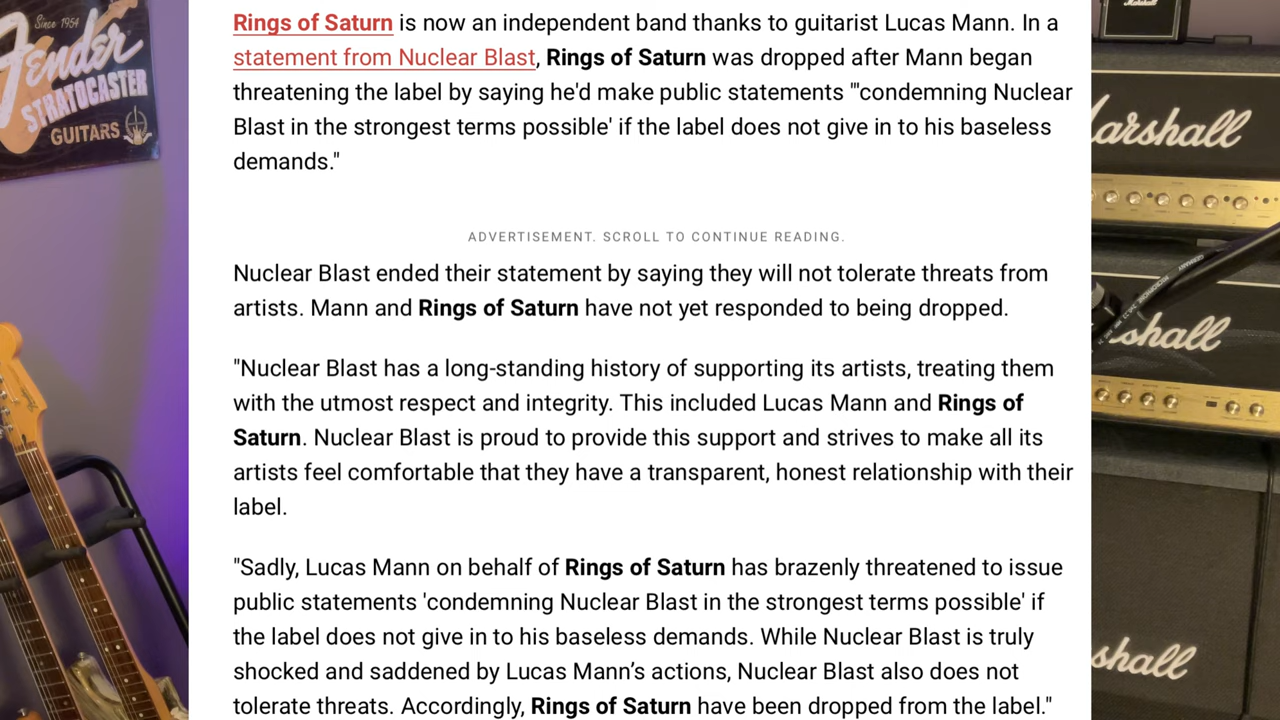 Since 1954
Fender
STRATOCASTER
GUITARS
Rings of Saturn is now an independent band thanks to guitarist Lucas Mann. In a
statement from Nuclear Blast, Rings of Saturn was dropped after Mann began
threatening the label by saying he'd make public statements "'condemning Nuclear
Blast in the strongest terms possible' if the label does not give in to his baseless
demands."
ADVERTISEMENT. SCROLL TO CONTINUE READING.
Nuclear Blast ended their statement by saying they will not tolerate threats from
artists. Mann and Rings of Saturn have not yet responded to being dropped.
"Nuclear Blast has a long-standing history of supporting its artists, treating them
with the utmost respect and integrity. This included Lucas Mann and Rings of
Saturn. Nuclear Blast is proud to provide this support and strives to make all its
artists feel comfortable that they have a transparent, honest relationship with their
label.
"Sadly, Lucas Mann on behalf of Rings of Saturn has brazenly threatened to issue
public statements 'condemning Nuclear Blast in the strongest terms possible' if
the label does not give in to his baseless demands. While Nuclear Blast is truly
shocked and saddened by Lucas Mann’s actions, Nuclear Blast also does not
tolerate threats. Accordingly, Rings of Saturn have been dropped from the label."
Marshall
shall
shall